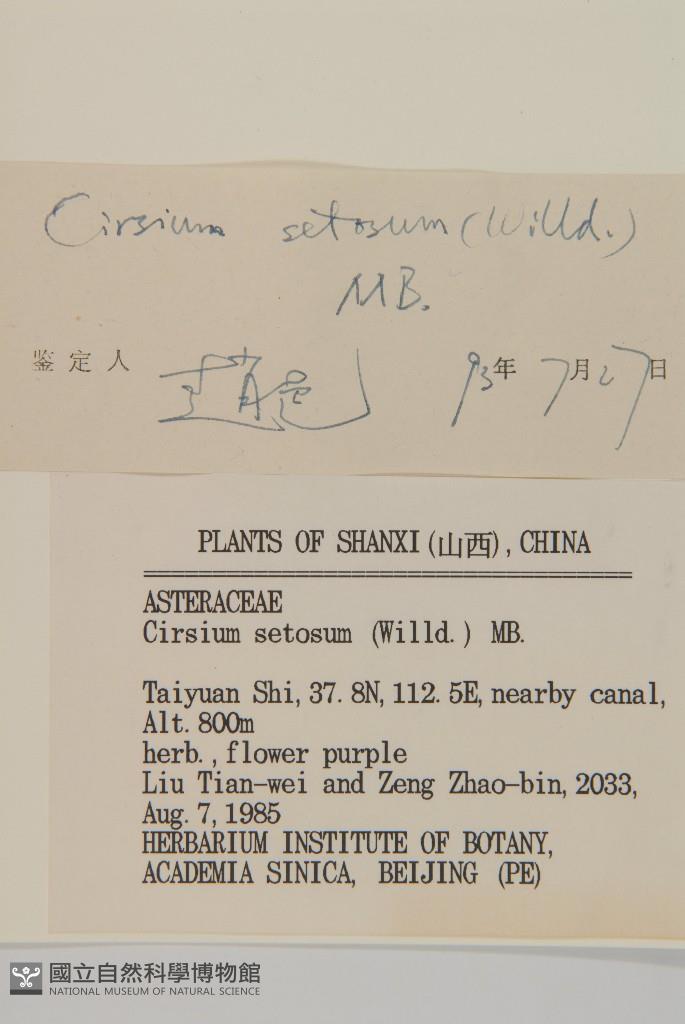 Cirsium setosum (Willd.)
MB.
鉴定人 93年 7月27日
PLANTS OF SHANXI (山西), CHINA
ASTERACEAE
Cirsium setosum (Willd.) MB.
Taiyuan Shi, 37.8N, 112.5E, nearby canal,
Alt. 800m
herb., flower purple
Liu Tian-wei and Zeng Zhao-bin, 2033,
Aug. 7, 1985
HERBARIUM INSTITUTE OF BOTANY,
ACADEMIA SINICA, BEIJING (PE)
國立自然科學博物館
NATIONAL MUSEUM OF NATURAL SCIENCE